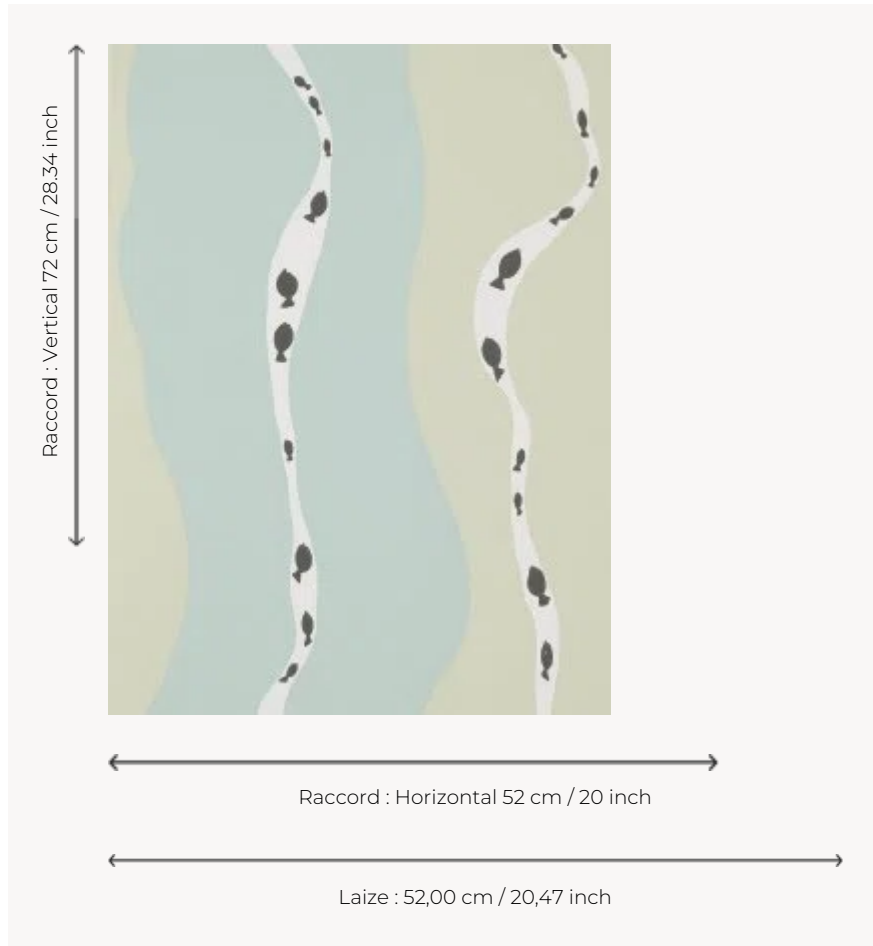 Raccord : Vertical 72 cm / 28.34 inch
Raccord : Horizontal 52 cm / 20 inch
Laize : 52,00 cm / 20,47 inch